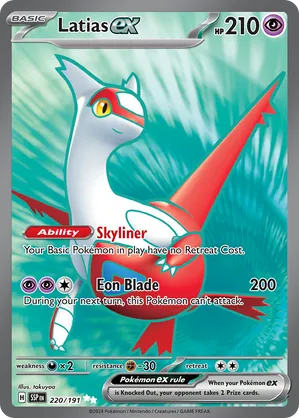 BASIC
Latias ex HP 210
Ability Skyliner
Your Basic Pokémon in play have no Retreat Cost.
Eon Blade 200
During your next turn, this Pokémon can't attack.
Illus. takuyoa
weakness ×2 resistance -30 retreat
Pokémon ex rule
When your Pokémon ex is Knocked Out, your opponent takes 2 Prize cards.
H SSP EN 220/191
©2024 Pokémon / Nintendo / Creatures / GAME FREAK